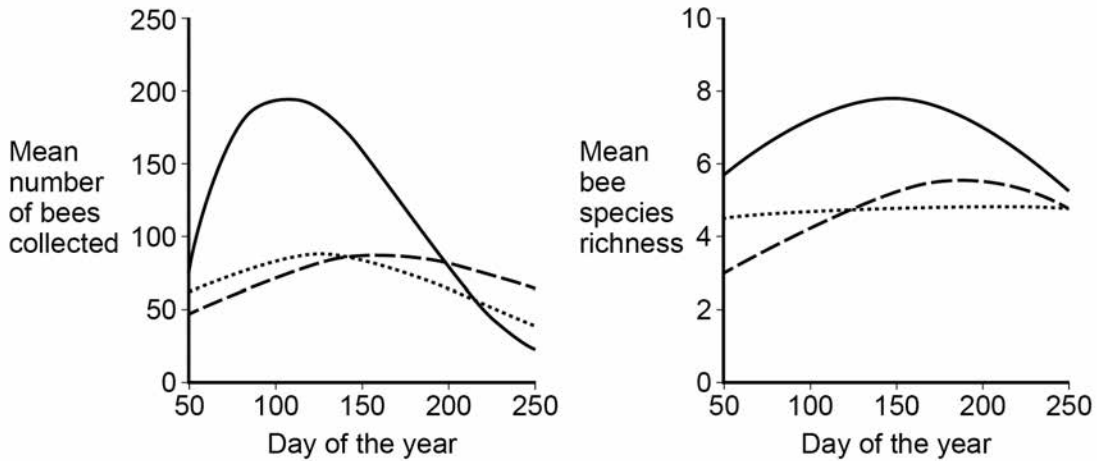 250
200
150
100
50
0
Mean
number
of bees
collected
50 100 150 200 250
Day of the year
10
8
6
4
2
0
Mean
bee
species
richness
50 100 150 200 250
Day of the year